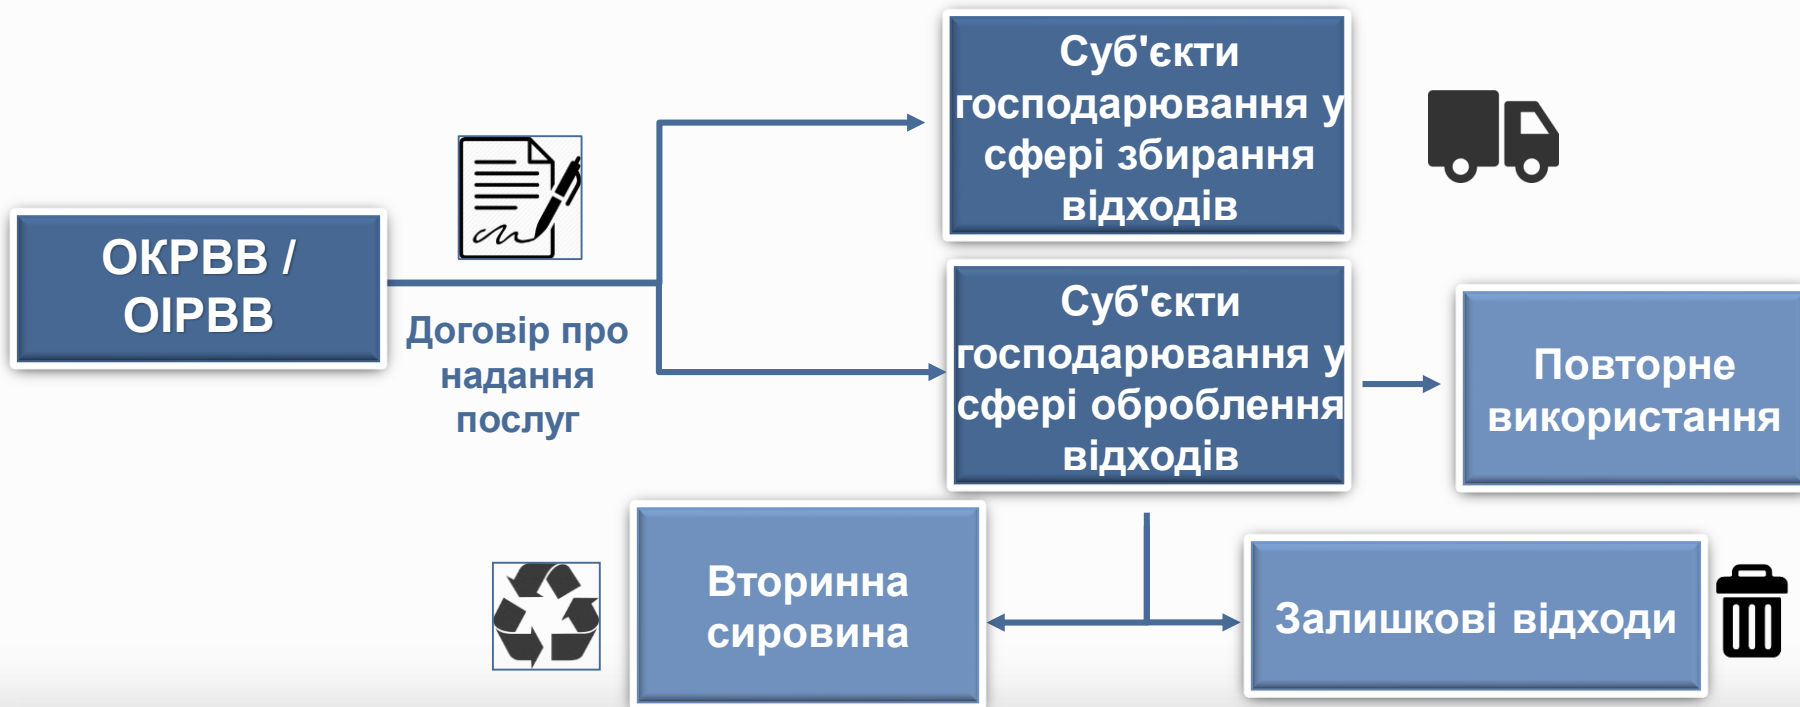 Суб'єкти
господарювання у
сфері збирання
відходів
ОКРВВ /
ОІРВВ
Договір про
надання
послуг
Суб'єкти
господарювання у
сфері оброблення
відходів
Повторне
використання
Вторинна
сировина
Залишкові відходи